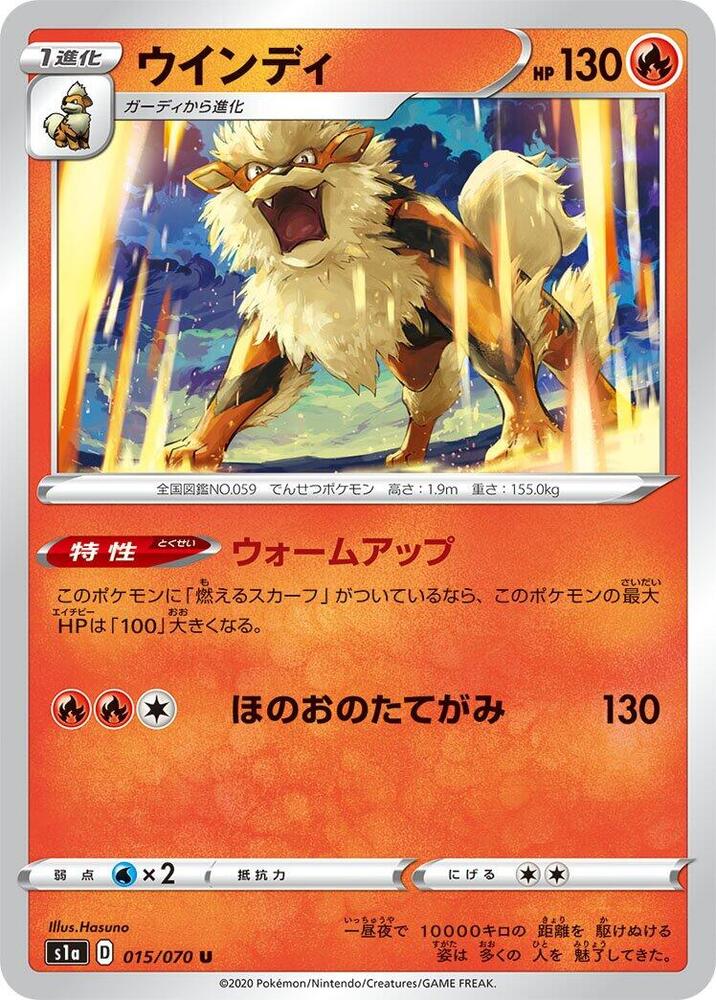 1進化
ウインディ
HP 130
ガーディから進化
全国図鑑NO.059 でんせつポケモン 高さ:1.9m 重さ:155.0kg
特性 とくせい ウォームアップ
このポケモンに「燃えるスカーフ」がついているなら、このポケモンの最大
HPは「100」大きくなる。
ほのおのたてがみ 130
弱点 ×2 抵抗力 にげる
Illus.Hasuno
一昼夜で 10000キロの 距離を 駆けぬける
姿は 多くの 人を 魅了してきた。
s1a D 015/070 U
©2020 Pokémon/Nintendo/Creatures/GAME FREAK.